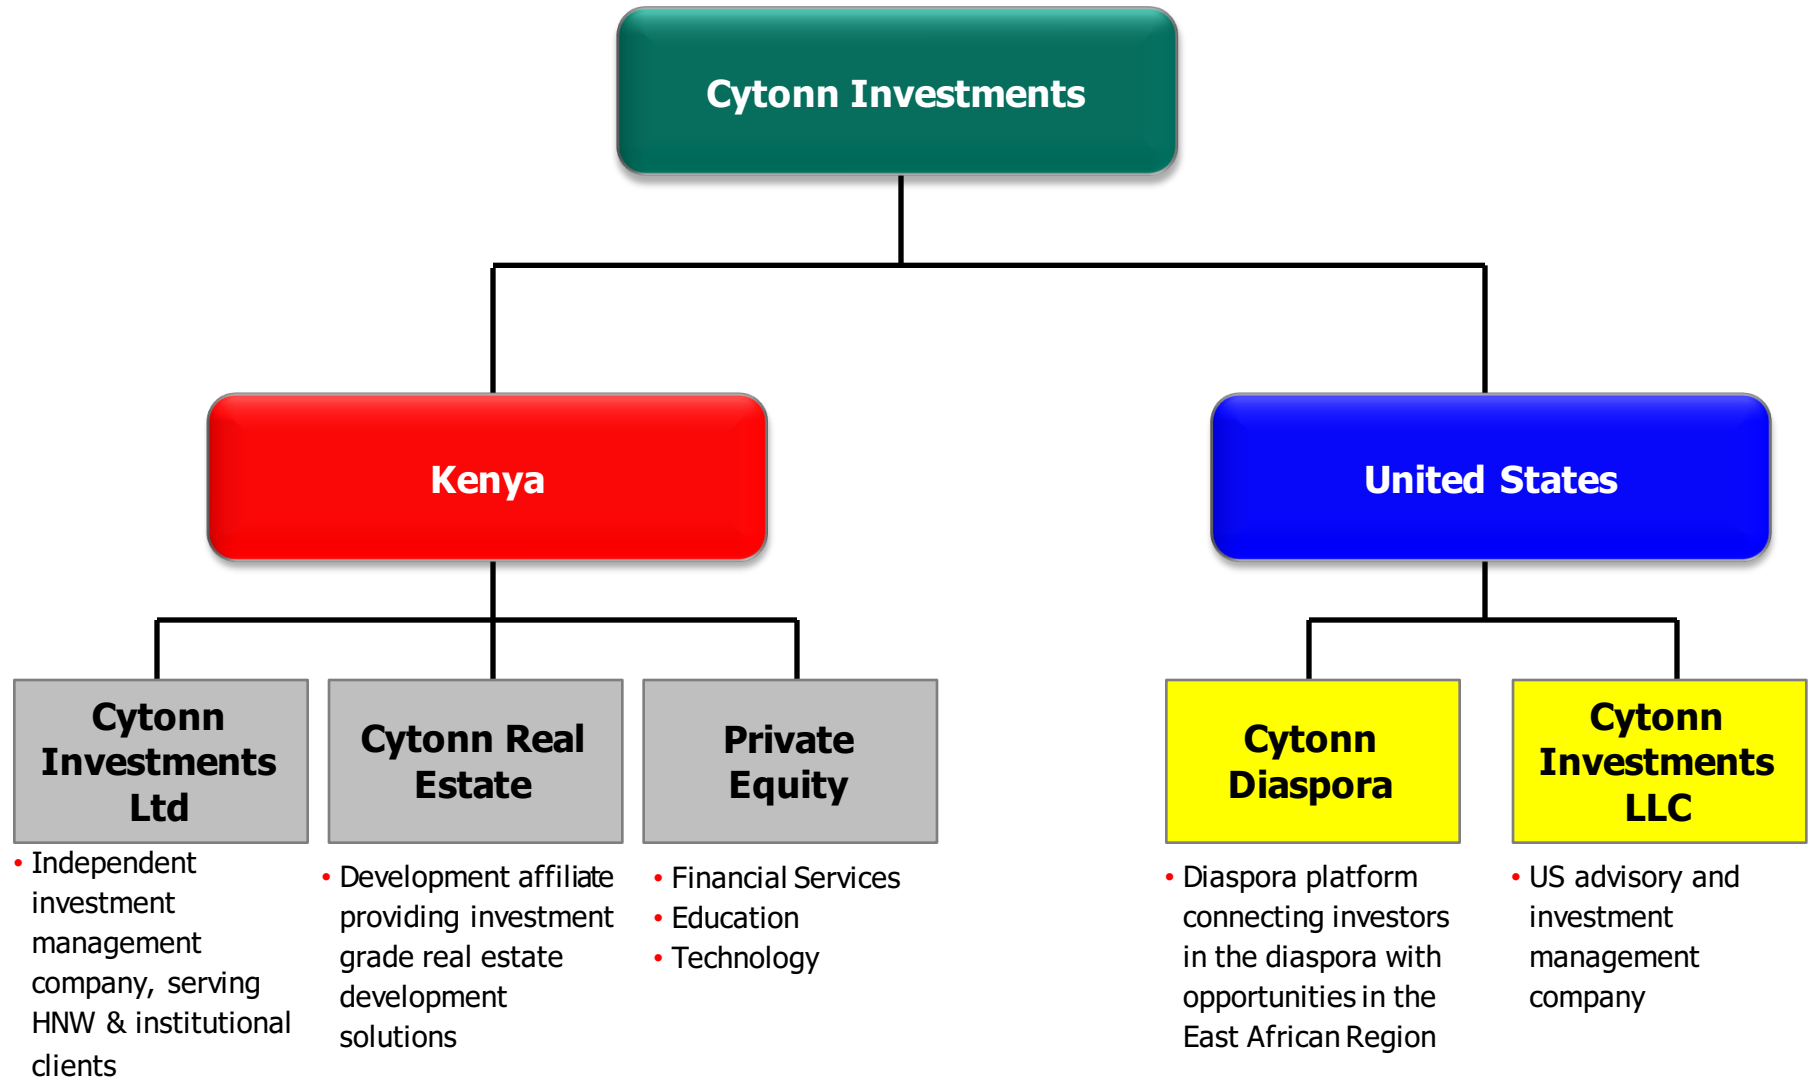 Cytonn Investments
Kenya
United States
Cytonn
Investments
Ltd
Cytonn Real
Estate
Private
Equity
Cytonn
Diaspora
Cytonn
Investments
LLC
• Independent
investment
management
company, serving
HNW & institutional
clients
• Development affiliate
providing investment
grade real estate
development
solutions
• Financial Services
• Education
• Technology
• Diaspora platform
connecting investors
in the diaspora with
opportunities in the
East African Region
• US advisory and
investment
management
company